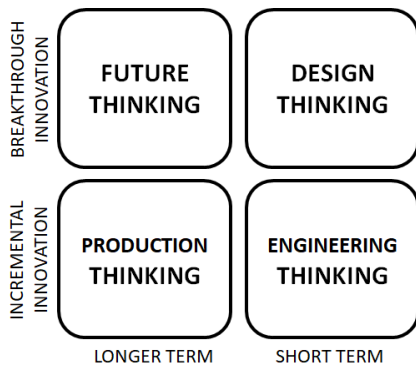 BREAKTHROUGH
INNOVATION
FUTURE
THINKING
DESIGN
THINKING
INCREMENTAL
INNOVATION
PRODUCTION
THINKING
ENGINEERING
THINKING
LONGER TERM
SHORT TERM